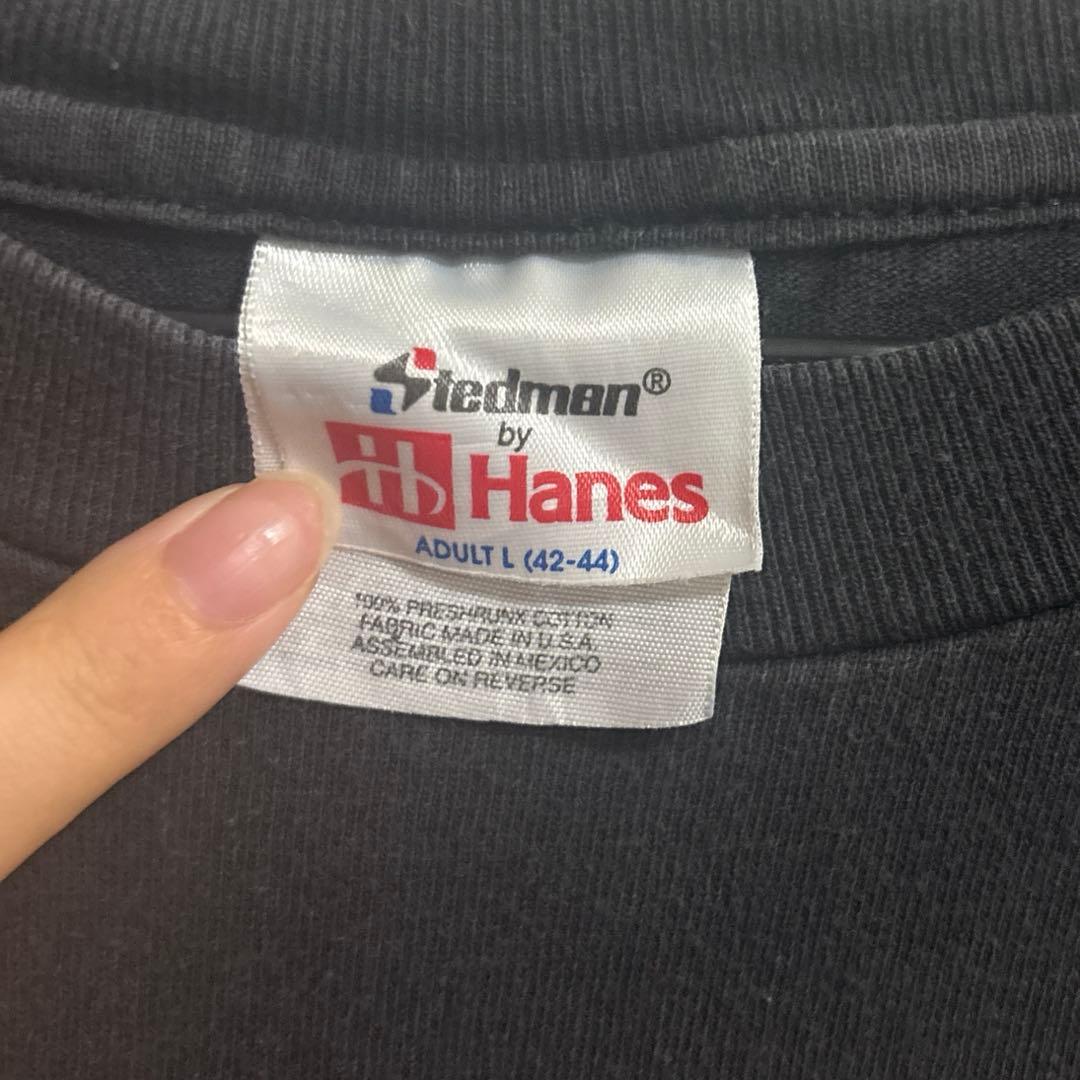 Stedman®
by
Hanes
ADULT L (42-44)
100% PRESHRUNK COTTON
FABRIC MADE IN U.S.A.
ASSEMBLED IN MEXICO
CARE ON REVERSE